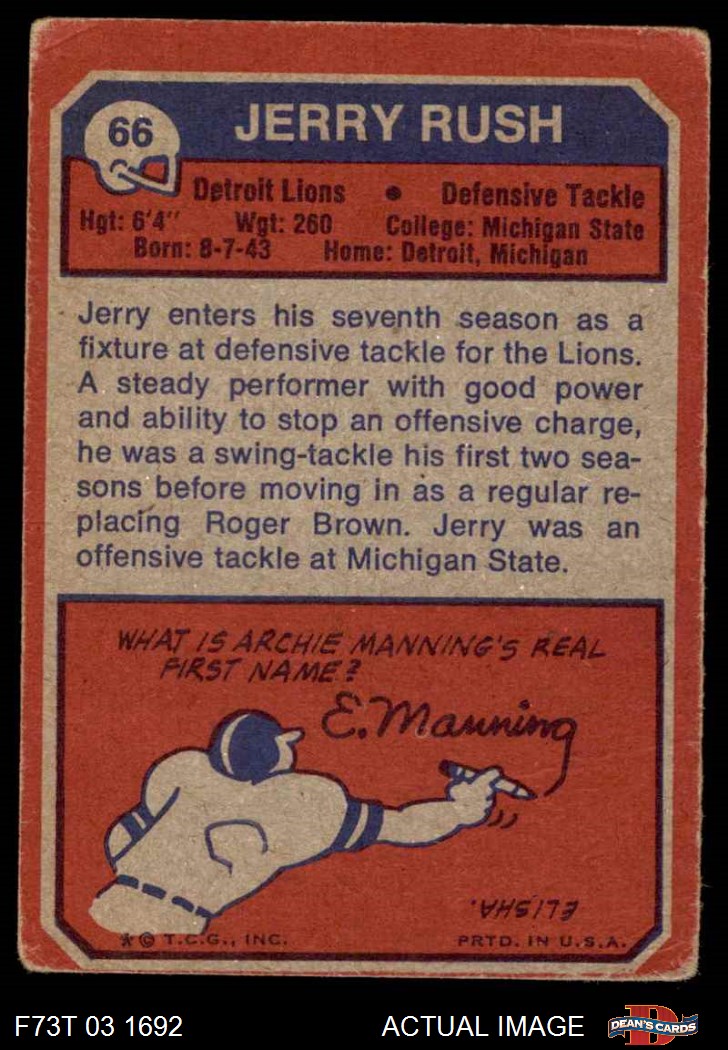 66
JERRY RUSH
Detroit Lions • Defensive Tackle
Hgt: 6'4" Wgt: 260 College: Michigan State
Born: 8-7-43 Home: Detroit, Michigan
Jerry enters his seventh season as a
fixture at defensive tackle for the Lions.
A steady performer with good power
and ability to stop an offensive charge,
he was a swing-tackle his first two sea-
sons before moving in as a regular re-
placing Roger Brown. Jerry was an
offensive tackle at Michigan State.
WHAT IS ARCHIE MANNING'S REAL
FIRST NAME?
E. Manning
ELISHA.
* © T.C.G., INC. PRTD. IN U.S.A.
F73T 03 1692 ACTUAL IMAGE
D
DEAN'S CARDS